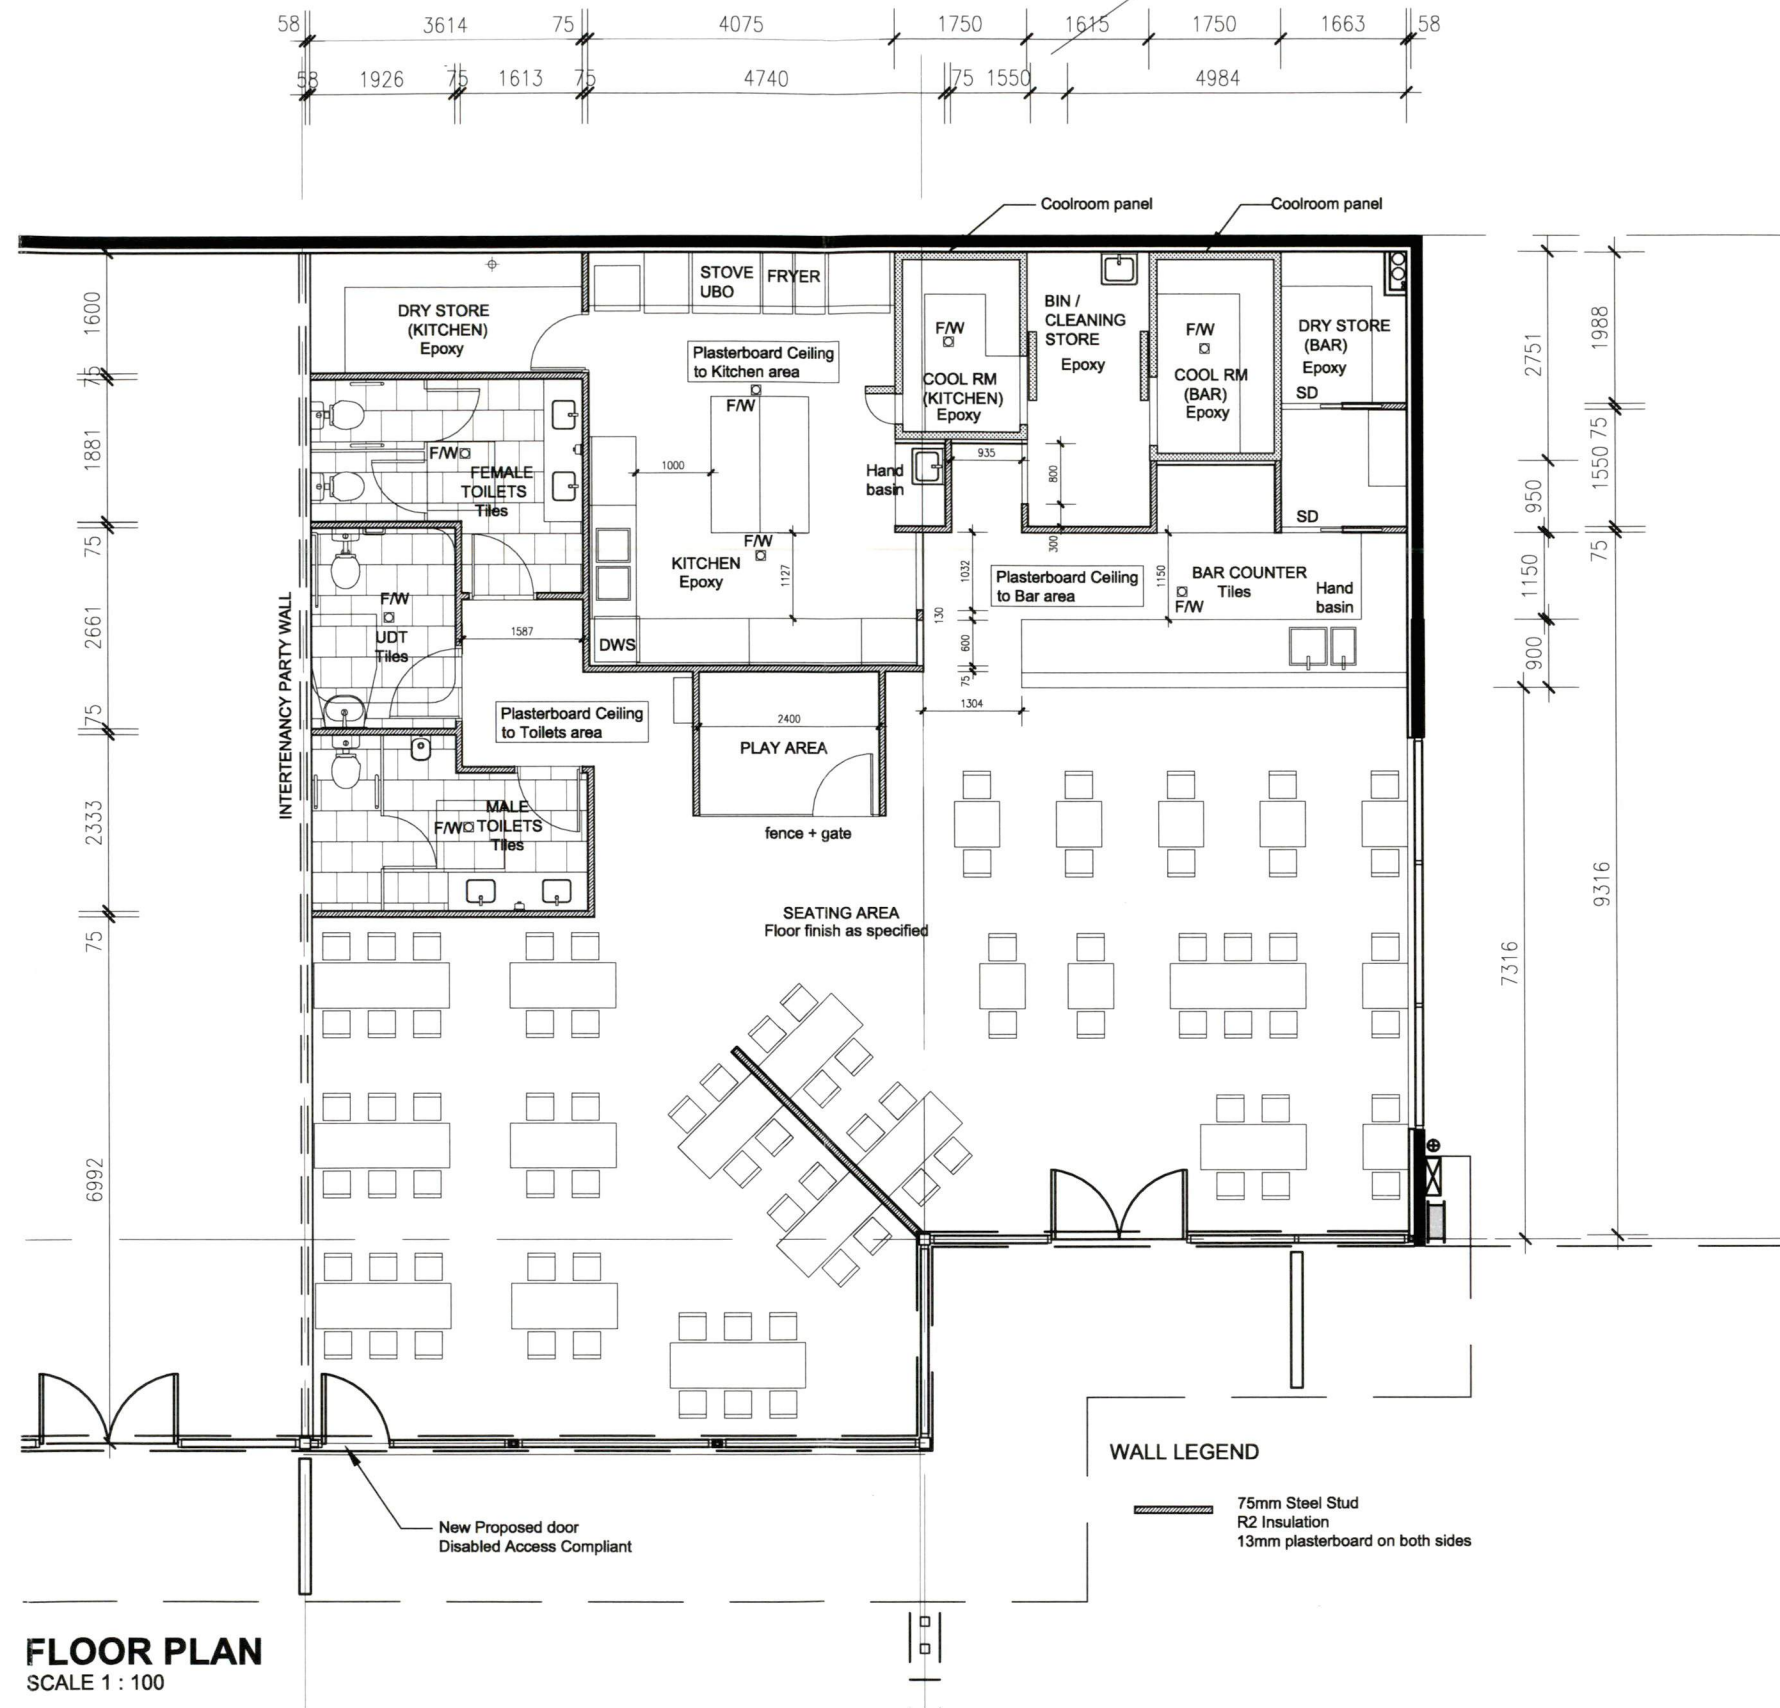 58 3614 75 4075 1750 1615 1750 1663 58
58 1926 75 1613 75 4740 75 1550 4984
Coolroom panel
Coolroom panel
1600
75
1881
75
2661
75
2333
75
6992
INTERTENANCY PARTY WALL
DRY STORE
(KITCHEN)
Epoxy
STOVE
UBO
FRYER
Plasterboard Ceiling
to Kitchen area
F/W
F/W
COOL RM
(KITCHEN)
Epoxy
BIN /
CLEANING
STORE
Epoxy
F/W
COOL RM
(BAR)
Epoxy
DRY STORE
(BAR)
Epoxy
SD
SD
F/W
FEMALE
TOILETS
Tiles
1000
Hand
basin
935
800
300
F/W
KITCHEN
Epoxy
1127
1032
130
600
75
Plasterboard Ceiling
to Bar area
1150
BAR COUNTER
Tiles
F/W
Hand
basin
F/W
UDT
Tiles
1587
DWS
Plasterboard Ceiling
to Toilets area
2400
PLAY AREA
1304
fence + gate
MALE
F/W TOILETS
Tiles
SEATING AREA
Floor finish as specified
2751
950
1150
900
7316
1988
75
1550
75
9316
New Proposed door
Disabled Access Compliant
WALL LEGEND
75mm Steel Stud
R2 Insulation
13mm plasterboard on both sides
FLOOR PLAN
SCALE 1 : 100